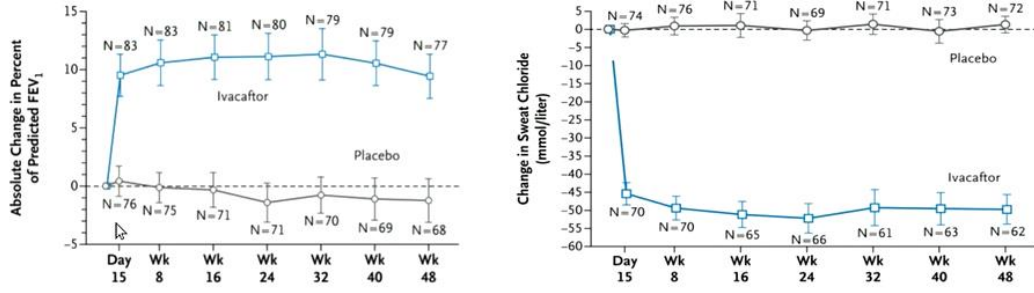 Absolute Change in Percent
of Predicted FEV1
15
10
5
0
-5
N=83
N=83
N=81
N=80
N=79
N=79
N=77
Ivacaftor
Placebo
N=76
N=75
N=71
N=71
N=70
N=69
N=68
Day
15
Wk
8
Wk
16
Wk
24
Wk
32
Wk
40
Wk
48
Change in Sweat Chloride
(mmol/liter)
5
0
-5
-10
-15
-20
-25
-30
-35
-40
-45
-50
-55
-60
N=74
N=76
N=71
N=69
N=71
N=73
N=72
Placebo
Ivacaftor
N=70
N=70
N=65
N=66
N=61
N=63
N=62
Day
15
Wk
8
Wk
16
Wk
24
Wk
32
Wk
40
Wk
48